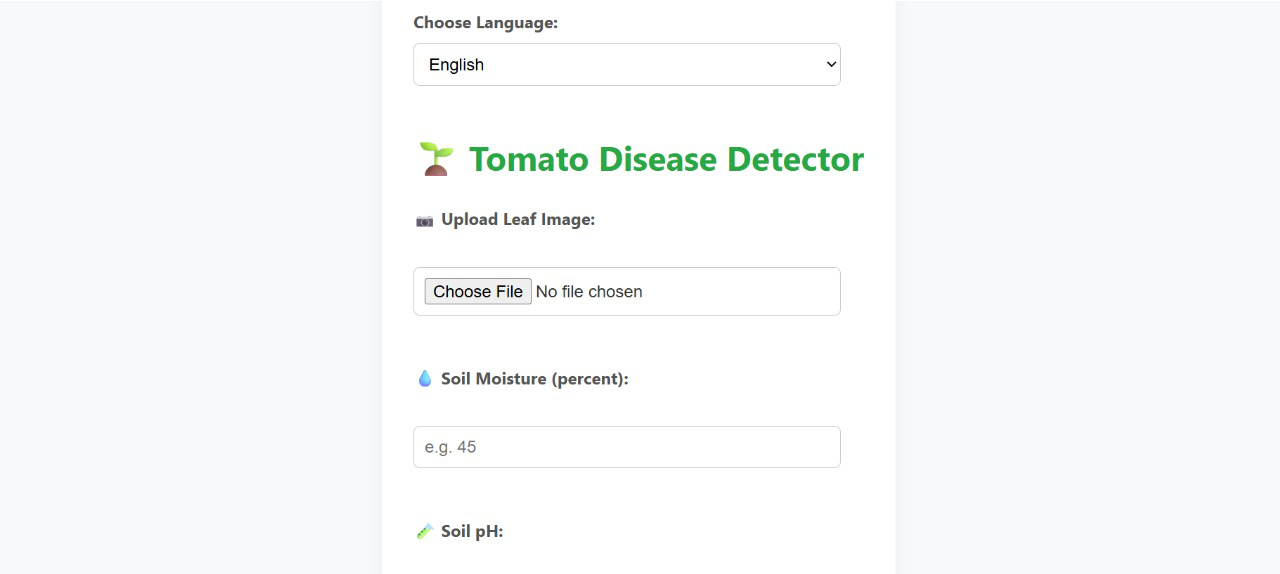 Choose Language:
English
Tomato Disease Detector
Upload Leaf Image:
Choose File No file chosen
Soil Moisture (percent):
e.g. 45
Soil pH: